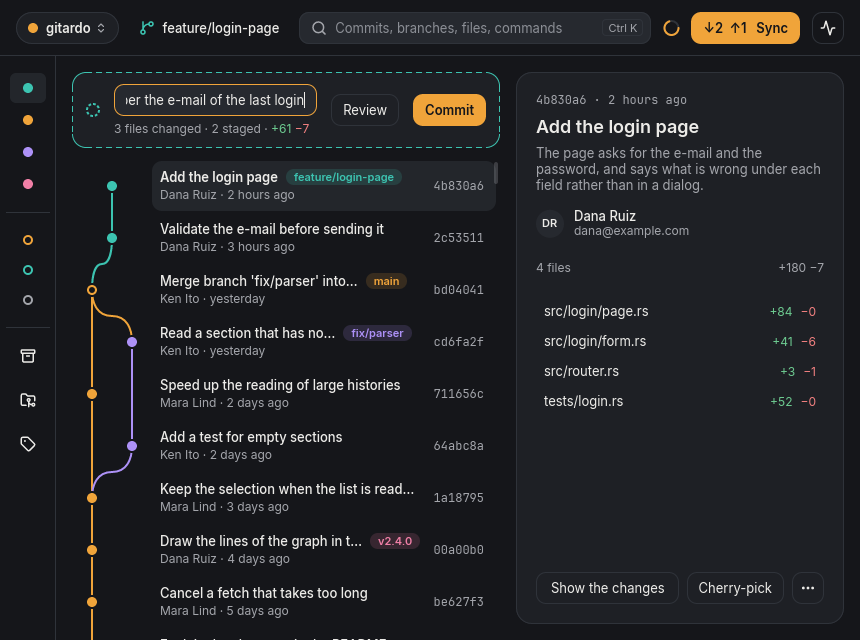 gitardo
feature/login-page
Commits, branches, files, commands
Ctrl K
↓2 ↑1 Sync
the e-mail of the last login
3 files changed · 2 staged · +61 −7
Review
Commit
Add the login page
feature/login-page
Dana Ruiz · 2 hours ago
4b830a6
Validate the e-mail before sending it
Dana Ruiz · 3 hours ago
2c53511
Merge branch 'fix/parser' into…
main
Ken Ito · yesterday
bd04041
Read a section that has no…
fix/parser
Ken Ito · yesterday
cd6fa2f
Speed up the reading of large histories
Mara Lind · 2 days ago
711656c
Add a test for empty sections
Ken Ito · 2 days ago
64abc8a
Keep the selection when the list is read…
Mara Lind · 3 days ago
1a18795
Draw the lines of the graph in t…
v2.4.0
Dana Ruiz · 4 days ago
00a00b0
Cancel a fetch that takes too long
Mara Lind · 5 days ago
be627f3
4b830a6 · 2 hours ago
Add the login page
The page asks for the e-mail and the
password, and says what is wrong under each
field rather than in a dialog.
DR
Dana Ruiz
dana@example.com
4 files
+180 −7
src/login/page.rs +84 −0
src/login/form.rs +41 −6
src/router.rs +3 −1
tests/login.rs +52 −0
Show the changes
Cherry-pick